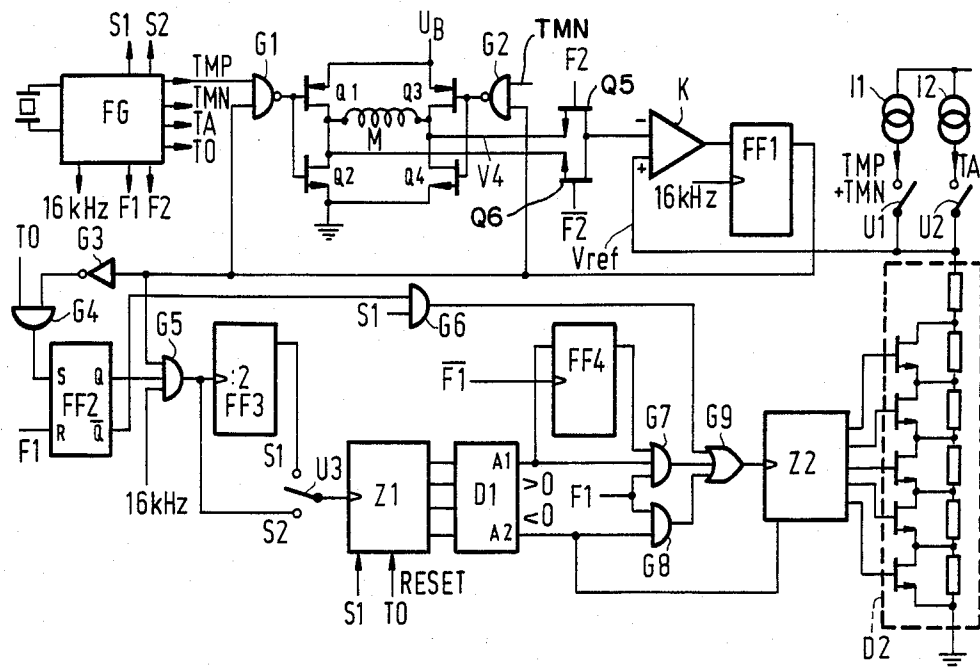 S1 S2
U_B
TMN
G1
G2
F2
TMP
Q5
I1 I2
K
FG
TMN
Q1
Q3
TA
M
−
FF1
TO
+
TMP +TMN
TA
Q2
Q4
V4
16kHz
U1 U2
16kHz F1 F2
Q6
F2
Vref
TO
G3
G4
S1
G6
G5
:2
FF3
FF4
S Q
FF2
R Q
F1
F1
G7
G9
S1
16kHz
U3
A1
>0
F1
Z1
D1
Z2
S2
<0
A2
G8
RESET
S1 TO
D2